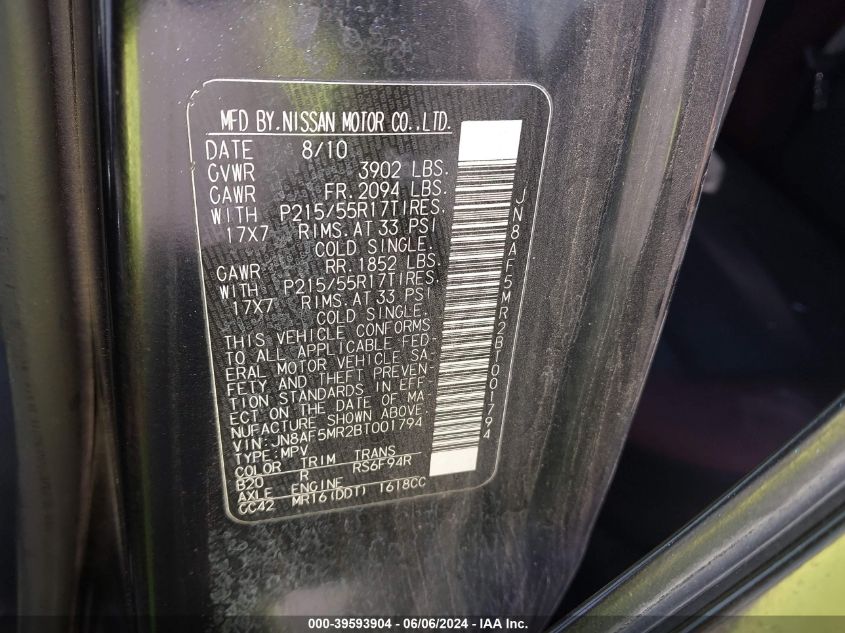 MFD BY.NISSAN MOTOR CO.,LTD.
DATE 8/10
GVWR 3902 LBS.
GAWR FR. 2094 LBS.
WITH P215/55R17TIRES.
17X7 RIMS. AT 33 PSI
COLD SINGLE.
GAWR RR. 1852 LBS.
WITH P215/55R17TIRES.
17X7 RIMS. AT 33 PSI
COLD SINGLE.
THIS VEHICLE CONFORMS
TO ALL APPLICABLE FED-
ERAL MOTOR VEHICLE SA-
FETY AND THEFT PREVEN-
TION STANDARDS IN EFF-
ECT ON THE DATE OF MA-
NUFACTURE SHOWN ABOVE.
VIN: JN8AF5MR2BT001794
TYPE: MPV
COLOR TRIM TRANS
B20 R RS6F94R
AXLE ENGINE
GC42 MR16(DDT) 1618CC
JN8AF5MR2BT001794
000-39593904 - 06/06/2024 - IAA Inc.